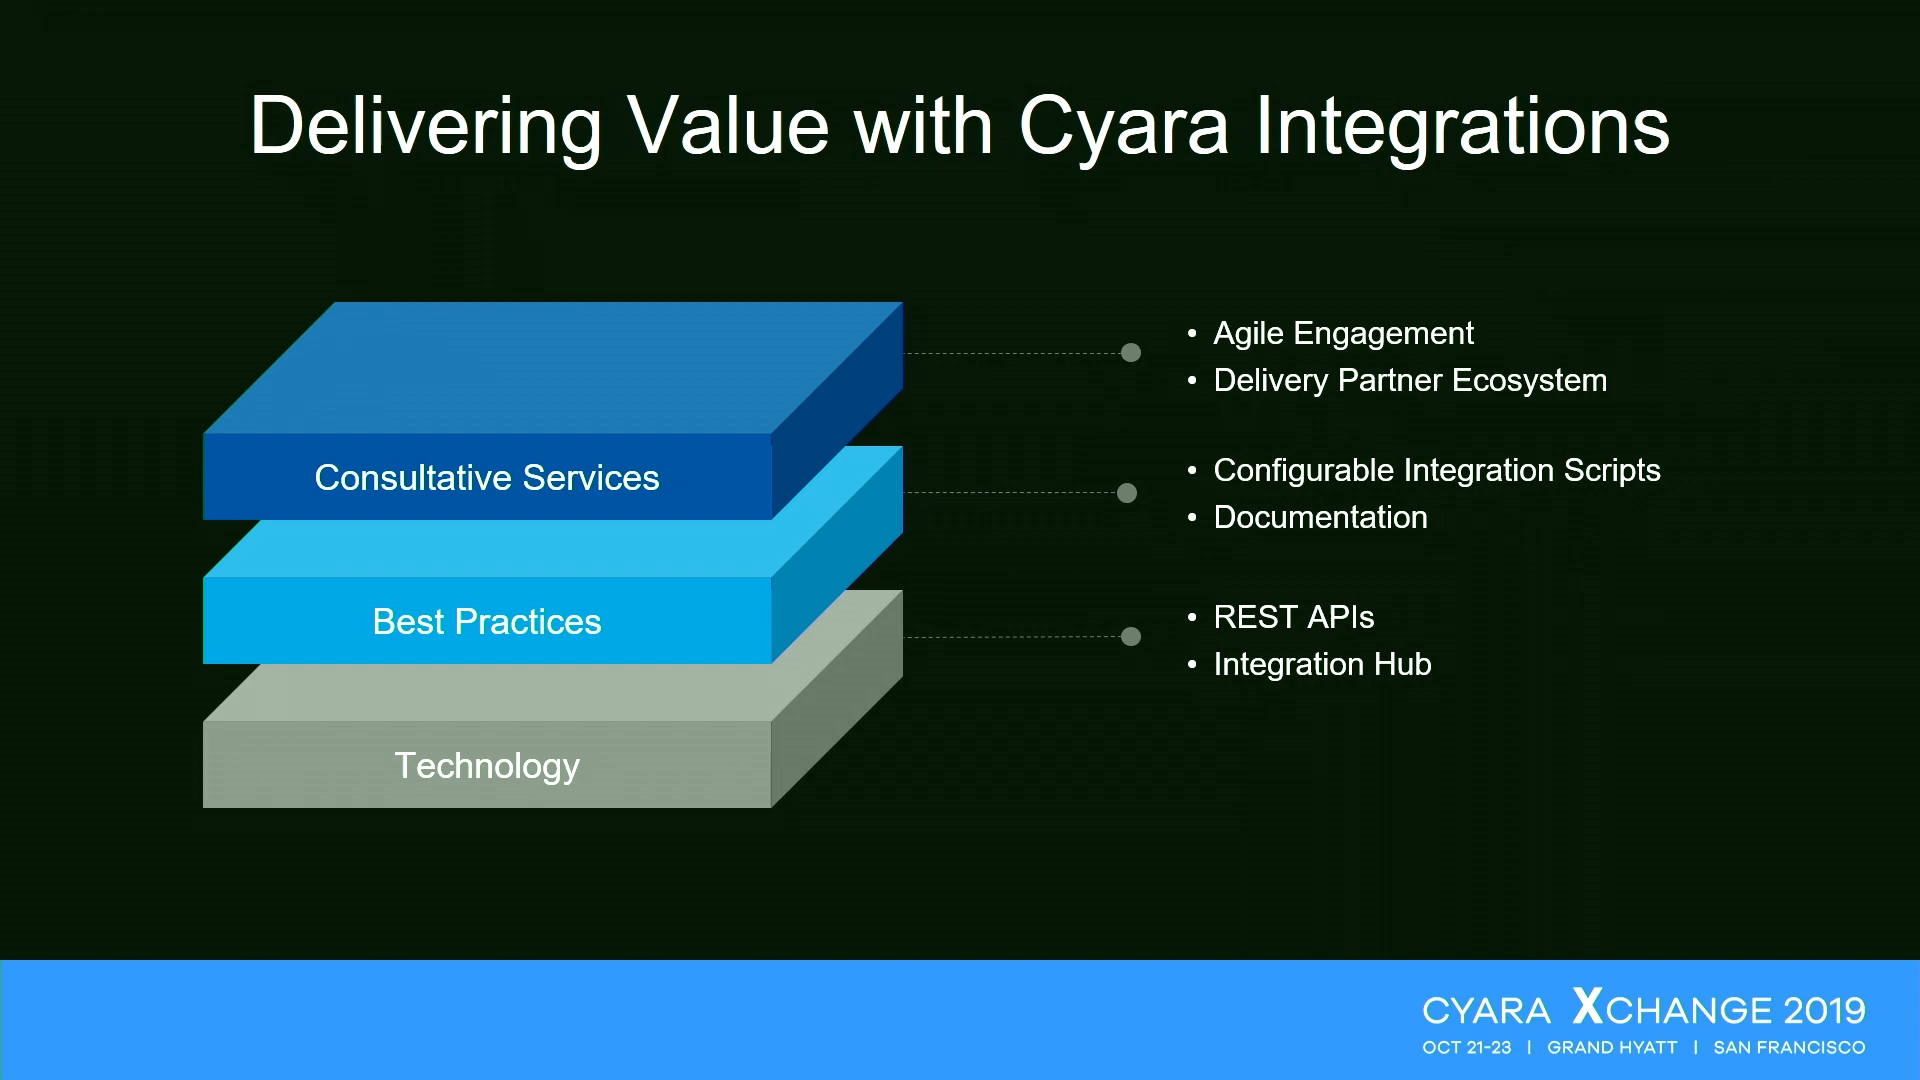 Delivering Value with Cyara Integrations
Consultative Services
• Agile Engagement
• Delivery Partner Ecosystem
Best Practices
• Configurable Integration Scripts
• Documentation
Technology
• REST APIs
• Integration Hub
CYARA XCHANGE 2019
OCT 21-23 | GRAND HYATT | SAN FRANCISCO